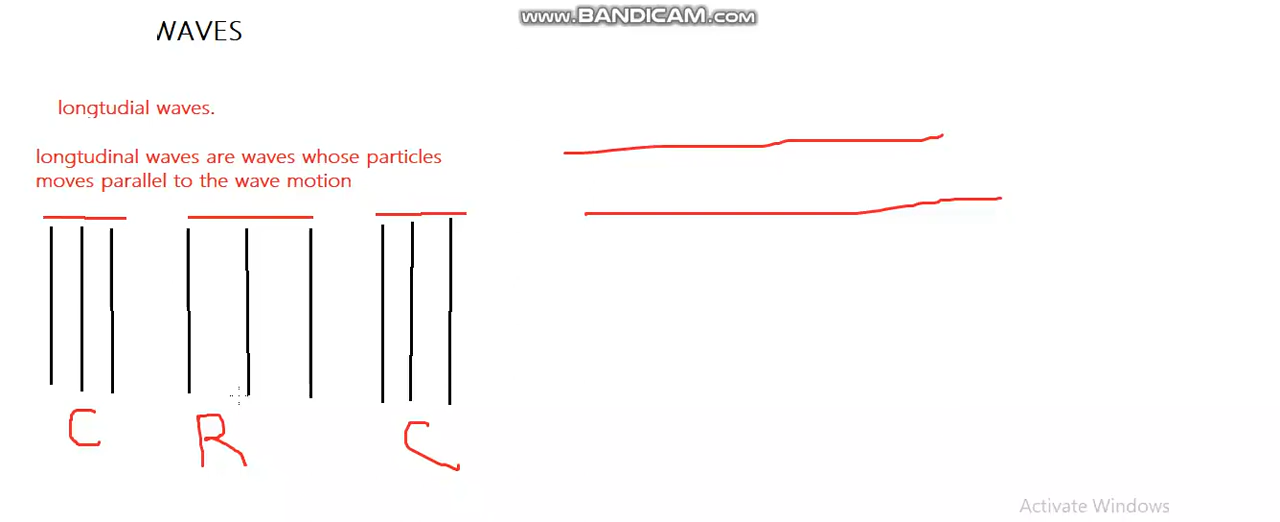 www.BANDICAM.com
WAVES
longtudial waves.
longtudinal waves are waves whose particles
moves parallel to the wave motion
C R C
Activate Windows